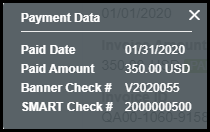 Payment Data
Paid Date 01/31/2020
Paid Amount 350.00 USD
Banner Check # V2020055
SMART Check # 2000000500